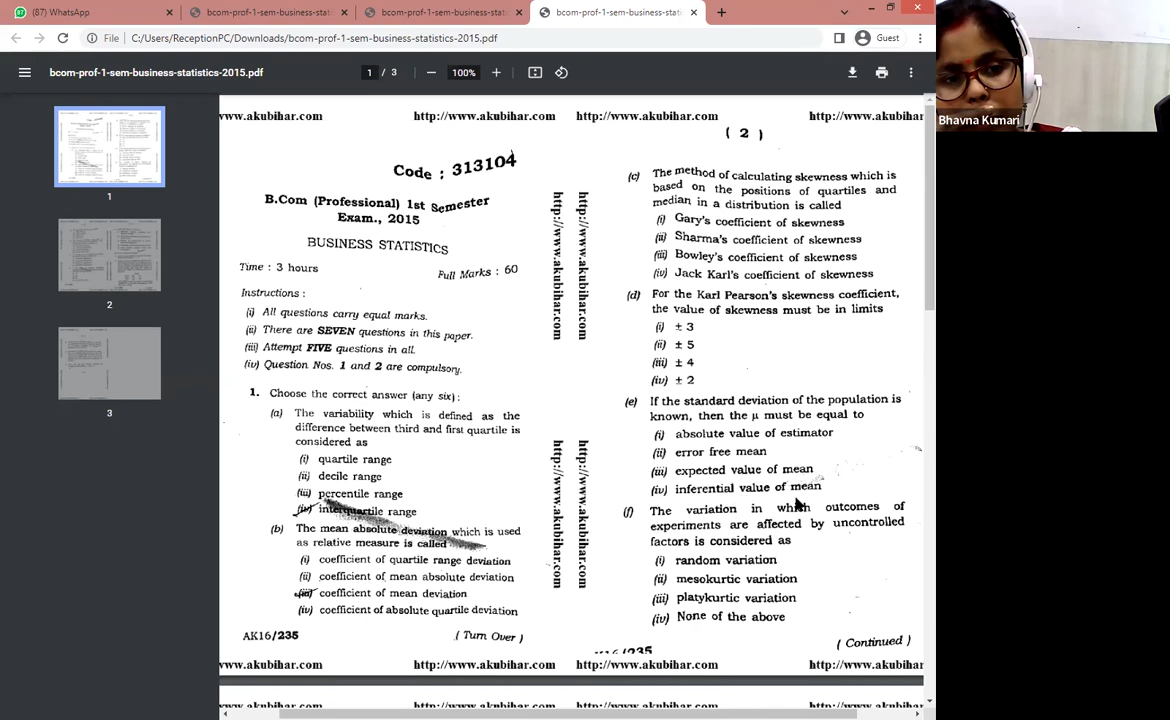 (87) WhatsApp
bcom-prof-1-sem-business-stati
bcom-prof-1-sem-business-stati
bcom-prof-1-sem-business-statis
File
C:/Users/ReceptionPC/Downloads/bcom-prof-1-sem-business-statistics-2015.pdf
Guest
bcom-prof-1-sem-business-statistics-2015.pdf
1 / 3
100%
1
2
3
Bhavna Kumari
www.akubihar.com http://www.akubihar.com
Code : 313104
B.Com (Professional) 1st Semester
Exam., 2015
BUSINESS STATISTICS
Time : 3 hours Full Marks : 60
Instructions :
(i) All questions carry equal marks.
(ii) There are SEVEN questions in this paper.
(iii) Attempt FIVE questions in all.
(iv) Question Nos. 1 and 2 are compulsory.
1. Choose the correct answer (any six) :
(a) The variability which is defined as the
difference between third and first quartile is
considered as
(i) quartile range
(ii) decile range
(iii) percentile range
(iv) interquartile range
(b) The mean absolute deviation which is used
as relative measure is called
(i) coefficient of quartile range deviation
(ii) coefficient of mean absolute deviation
(iii) coefficient of mean deviation
(iv) coefficient of absolute quartile deviation
AK16/235 ( Turn Over )
www.akubihar.com http://www.akubihar.com
http://www.akubihar.com
http://www.akubihar.com
http://www.akubihar.com
http://www.akubihar.com
http://www.akubihar.com http://wv
( 2 )
(c) The method of calculating skewness which is
based on the positions of quartiles and
median in a distribution is called
(i) Gary's coefficient of skewness
(ii) Sharma's coefficient of skewness
(iii) Bowley's coefficient of skewness
(iv) Jack Karl's coefficient of skewness
(d) For the Karl Pearson's skewness coefficient,
the value of skewness must be in limits
(i) ± 3
(ii) ± 5
(iii) ± 4
(iv) ± 2
(e) If the standard deviation of the population is
known, then the μ must be equal to
(i) absolute value of estimator
(ii) error free mean
(iii) expected value of mean
(iv) inferential value of mean
(f) The variation in which outcomes of
experiments are affected by uncontrolled
factors is considered as
(i) random variation
(ii) mesokurtic variation
(iii) platykurtic variation
(iv) None of the above
( Continued )
http://www.akubihar.com http://wv